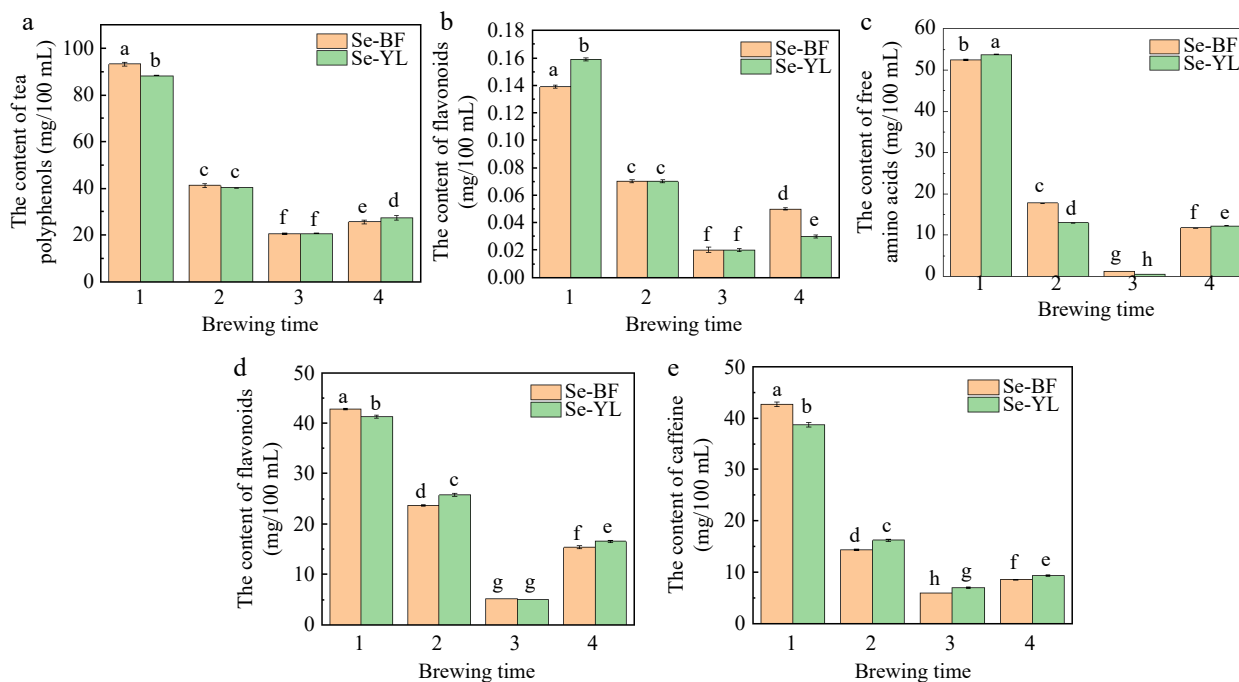 a
The content of tea
polyphenols (mg/100 mL)
100
80
60
40
20
0
a
b
c
c
f
f
e
d
Se-BF
Se-YL
1
2
3
4
Brewing time
b
The content of flavonoids
(mg/100 mL)
0.18
0.16
0.14
0.12
0.10
0.08
0.06
0.04
0.02
0.00
a
b
c
c
f
f
d
e
Se-BF
Se-YL
1
2
3
4
Brewing time
c
The content of free
amino acids (mg/100 mL)
60
50
40
30
20
10
0
b
a
c
d
g
h
f
e
Se-BF
Se-YL
1
2
3
4
Brewing time
d
The content of flavonoids
(mg/100 mL)
50
40
30
20
10
0
a
b
d
c
g
g
f
e
Se-BF
Se-YL
1
2
3
4
Brewing time
e
The content of caffeine
(mg/100 mL)
50
40
30
20
10
0
a
b
d
c
h
g
f
e
Se-BF
Se-YL
1
2
3
4
Brewing time